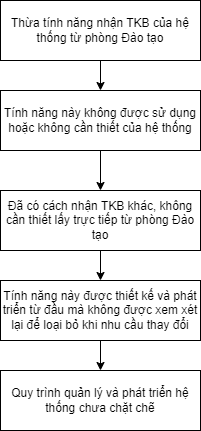 Thừa tính năng nhận TKB của hệ
thống từ phòng Đào tạo
Tính năng này không được sử dụng
hoặc không cần thiết của hệ thống
Đã có cách nhận TKB khác, không
cần thiết lấy trực tiếp từ phòng Đào
tạo
Tính năng này được thiết kế và phát
triển từ đầu mà không được xem xét
lại để loại bỏ khi nhu cầu thay đổi
Quy trình quản lý và phát triển hệ
thống chưa chặt chẽ